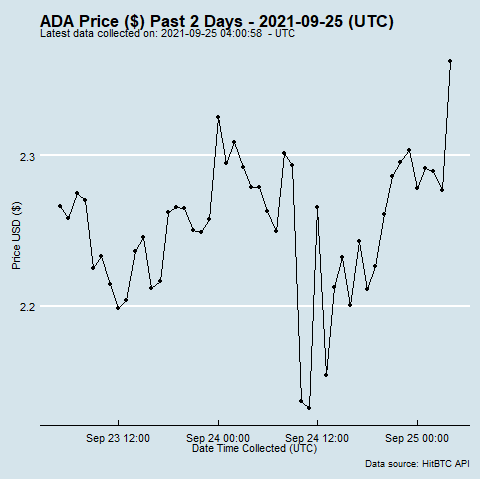 ADA Price ($) Past 2 Days - 2021-09-25 (UTC)
Latest data collected on: 2021-09-25 04:00:58 - UTC
2.3
Price USD ($)
2.2
Sep 23 12:00 Sep 24 00:00 Sep 24 12:00 Sep 25 00:00
Date Time Collected (UTC)
Data source: HitBTC API